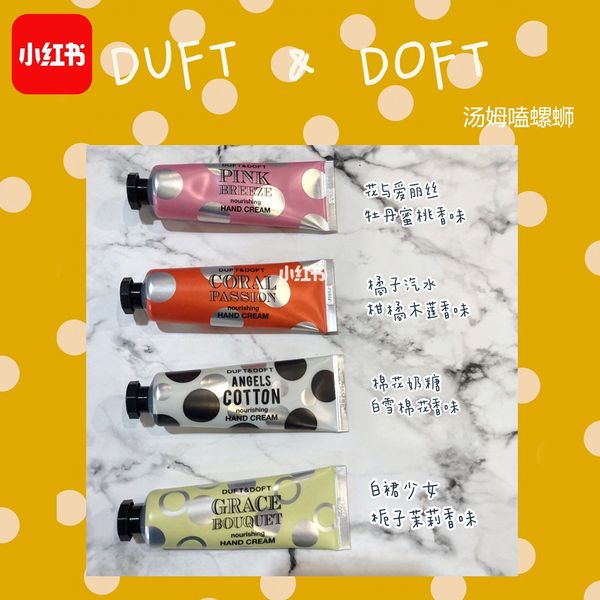 小红书
DUFT & DOFT
汤姆嗑螺蛳
DUFT&DOFT
PINK
BREEZE
nourishing
HAND CREAM
花与爱丽丝
牡丹蜜桃香味
DUFT&DOFT
小红书
CORAL
PASSION
nourishing
HAND CREAM
橘子汽水
柑橘木莲香味
DUFT&DOFT
ANGELS
COTTON
nourishing
HAND CREAM
棉花奶糖
白雪棉花香味
DUFT&DOFT
GRACE
BOUQUET
nourishing
HAND CREAM
白裙少女
栀子茉莉香味